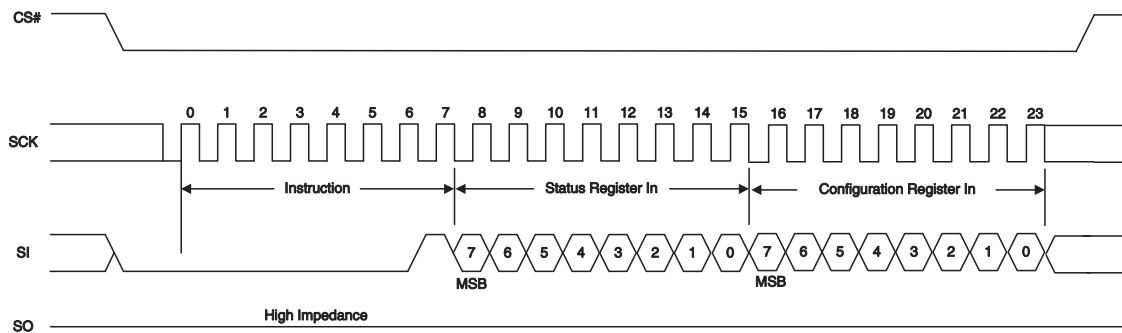 CS#
0 1 2 3 4 5 6 7 8 9 10 11 12 13 14 15 16 17 18 19 20 21 22 23
SCK
Instruction Status Register In Configuration Register In
SI 7 6 5 4 3 2 1 0 7 6 5 4 3 2 1 0
MSB MSB
High Impedance
SO